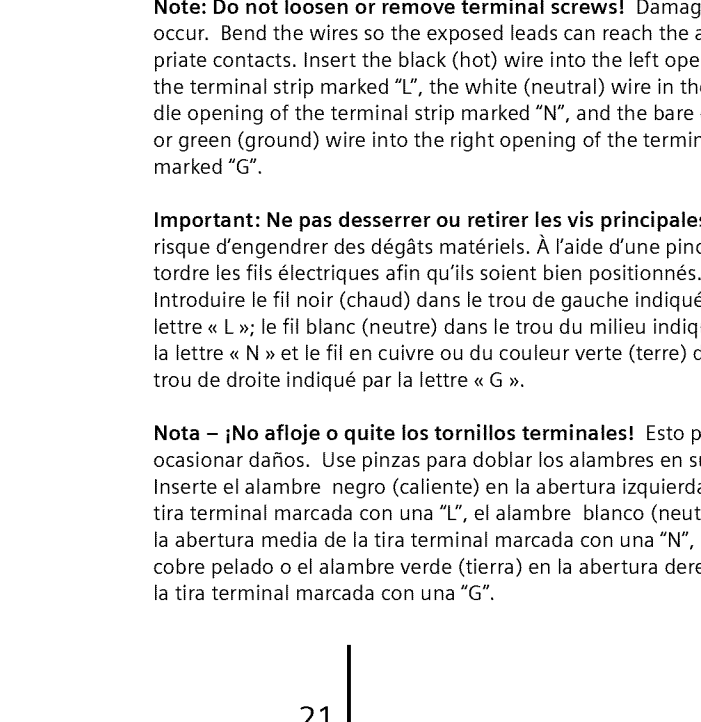 Note: Do not loosen or remove terminal screws! Damag
occur. Bend the wires so the exposed leads can reach the a
priate contacts. Insert the black (hot) wire into the left ope
the terminal strip marked “L”, the white (neutral) wire in the
dle opening of the terminal strip marked “N”, and the bare
or green (ground) wire into the right opening of the termin
marked “G”.
Important: Ne pas desserrer ou retirer les vis principales
risque d’engendrer des dégâts matériels. À l’aide d’une pinc
tordre les fils électriques afin qu’ils soient bien positionnés.
Introduire le fil noir (chaud) dans le trou de gauche indiqué
lettre « L »; le fil blanc (neutre) dans le trou du milieu indiq
la lettre « N » et le fil en cuivre ou du couleur verte (terre) d
trou de droite indiqué par la lettre « G ».
Nota – ¡No afloje o quite los tornillos terminales! Esto p
ocasionar daños. Use pinzas para doblar los alambres en su
Inserte el alambre negro (caliente) en la abertura izquierda
tira terminal marcada con una “L”, el alambre blanco (neut
la abertura media de la tira terminal marcada con una “N”,
cobre pelado o el alambre verde (tierra) en la abertura dere
la tira terminal marcada con una “G”.
21